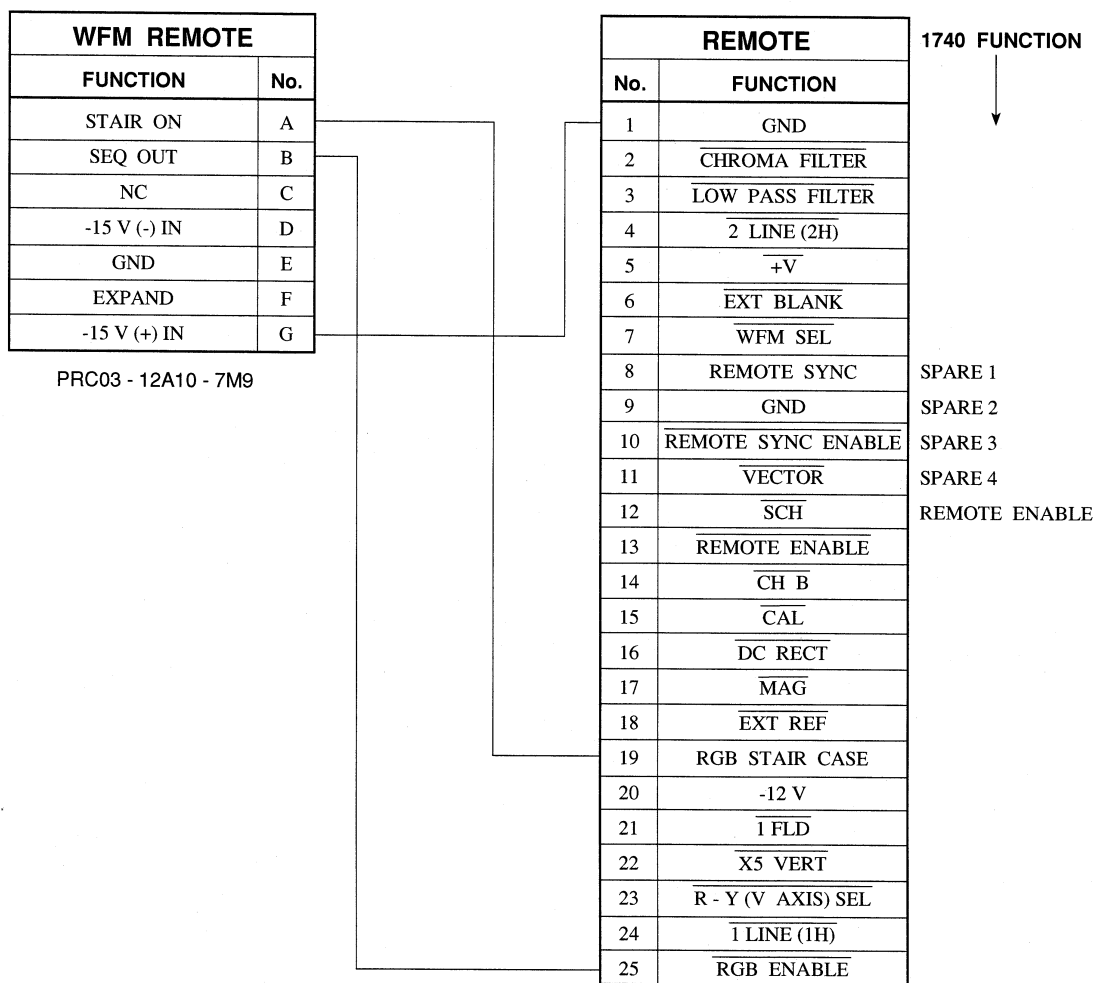 WFM REMOTE
FUNCTION No.
STAIR ON A
SEQ OUT B
NC C
-15 V (-) IN D
GND E
EXPAND F
-15 V (+) IN G
PRC03 - 12A10 - 7M9
REMOTE
No. FUNCTION
1740 FUNCTION
1 GND
2 CHROMA FILTER
3 LOW PASS FILTER
4 2 LINE (2H)
5 +V
6 EXT BLANK
7 WFM SEL
8 REMOTE SYNC SPARE 1
9 GND SPARE 2
10 REMOTE SYNC ENABLE SPARE 3
11 VECTOR SPARE 4
12 SCH REMOTE ENABLE
13 REMOTE ENABLE
14 CH B
15 CAL
16 DC RECT
17 MAG
18 EXT REF
19 RGB STAIR CASE
20 -12 V
21 1 FLD
22 X5 VERT
23 R - Y (V AXIS) SEL
24 1 LINE (1H)
25 RGB ENABLE